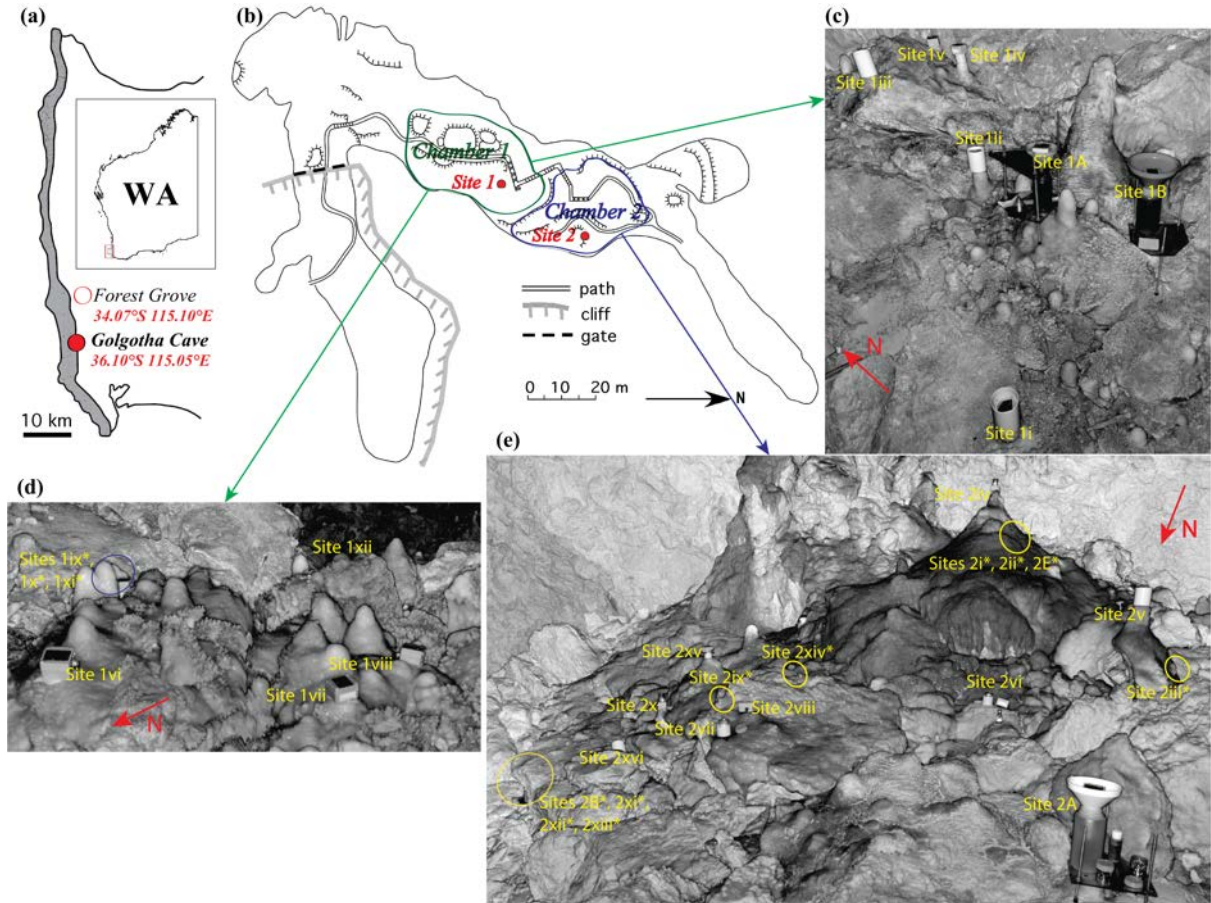 (a)
WA
Forest Grove
34.07°S 115.10°E
Golgotha Cave
36.10°S 115.05°E
10 km
(b)
Chamber 1
Site 1
Chamber 2
Site 2
path
cliff
gate
0 10 20 m
N
(c)
Site1v
Site 1iv
Site 1iii
Site1ii
Site 1A
Site 1B
N
Site 1i
(d)
Sites 1ix*,
1x*, 1xi*
Site 1xii
Site 1vi
Site 1viii
Site 1vii
N
(e)
Site 2iv
N
Sites 2i*, 2ii*, 2E*
Site 2v
Site 2xv
Site 2xiv*
Site 2ix*
Site 2iii*
Site 2vi
Site 2x
Site 2viii
Site 2vii
Site 2xvi
Sites 2B*, 2xi*,
2xii*, 2xiii*
Site 2A